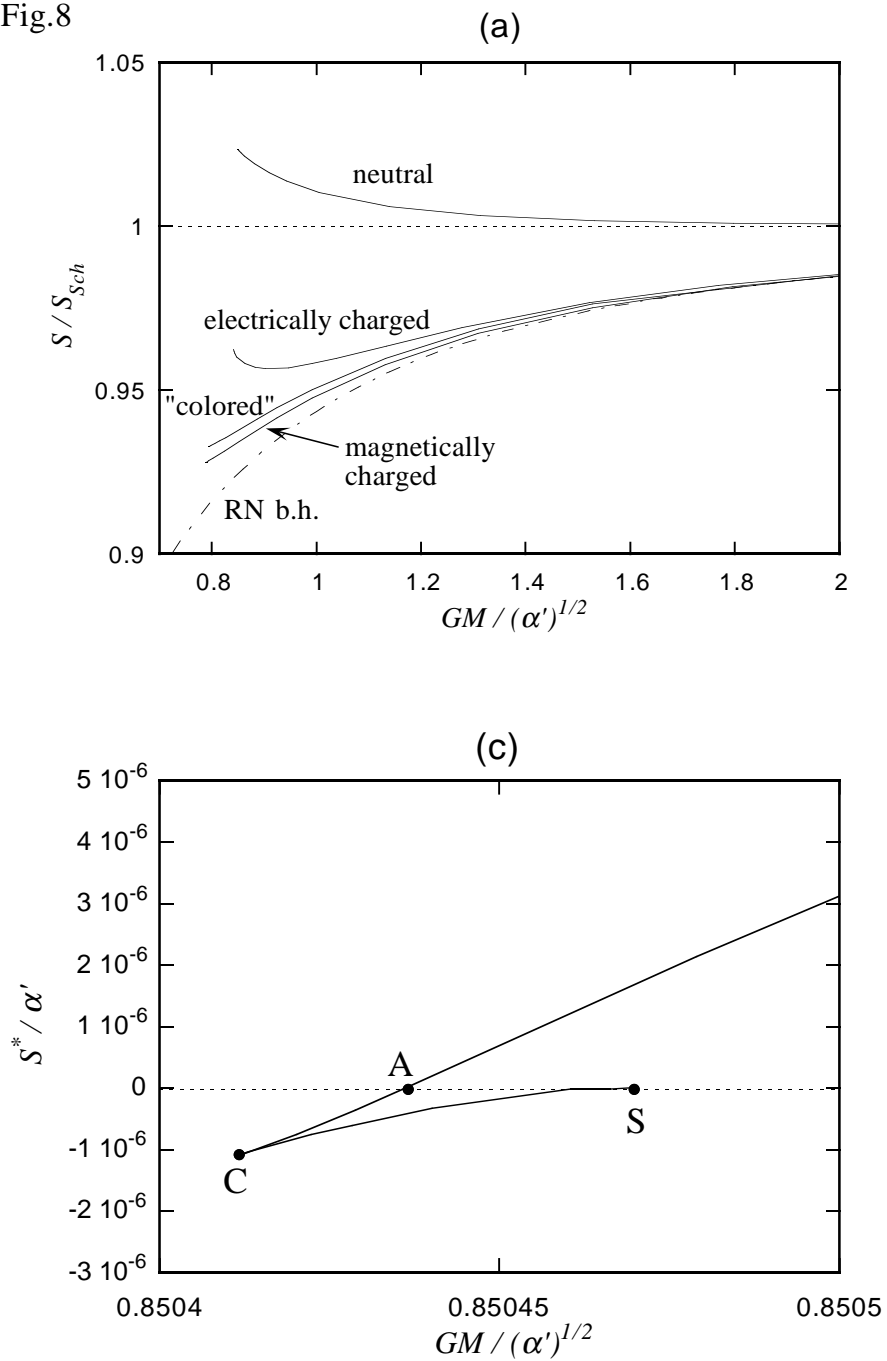 Fig.8
(a)
1.05
1
0.95
0.9
S / S_Sch
neutral
electrically charged
"colored"
magnetically
charged
RN b.h.
0.8 1 1.2 1.4 1.6 1.8 2
GM / (α')^1/2
(c)
5 10^-6
4 10^-6
3 10^-6
2 10^-6
1 10^-6
0
-1 10^-6
-2 10^-6
-3 10^-6
S^* / α'
A
S
C
0.8504 0.85045 0.8505
GM / (α')^1/2